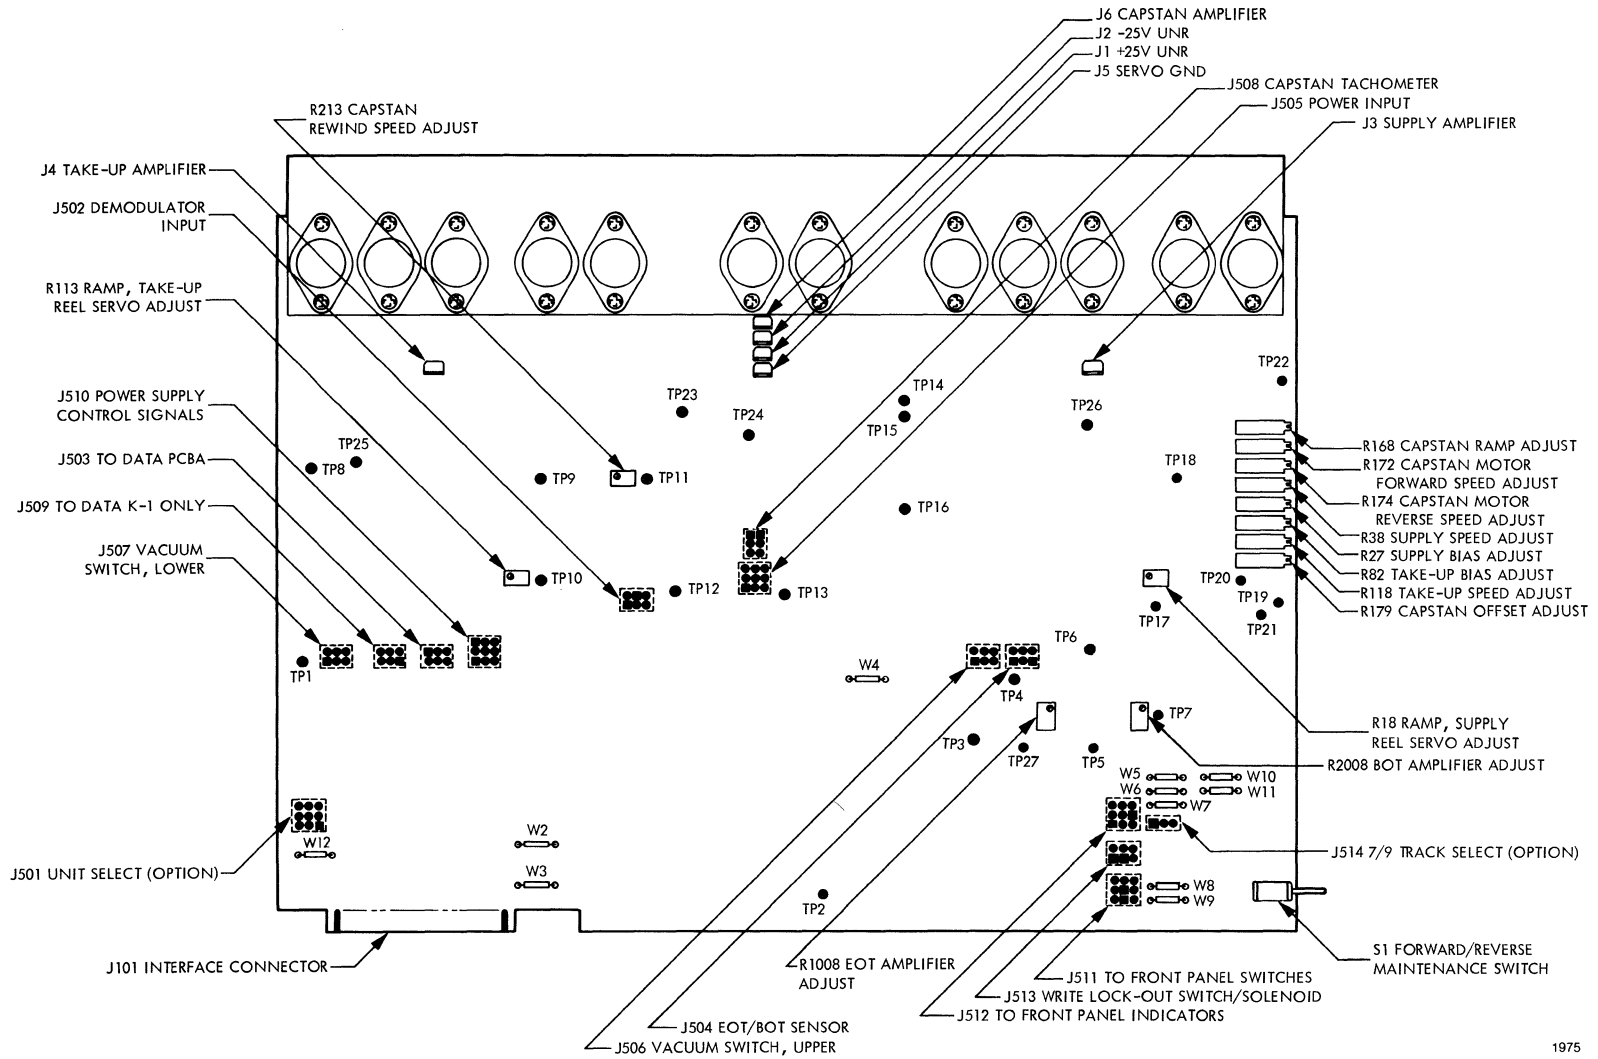 J6 CAPSTAN AMPLIFIER
J2 -25V UNR
J1 +25V UNR
J5 SERVO GND
J508 CAPSTAN TACHOMETER
J505 POWER INPUT
J3 SUPPLY AMPLIFIER
R213 CAPSTAN
REWIND SPEED ADJUST
J4 TAKE-UP AMPLIFIER
J502 DEMODULATOR
INPUT
R113 RAMP, TAKE-UP
REEL SERVO ADJUST
J510 POWER SUPPLY
CONTROL SIGNALS
J503 TO DATA PCBA
J509 TO DATA K-1 ONLY
J507 VACUUM
SWITCH, LOWER
TP22
TP23
TP14
TP24
TP15
TP26
TP25
TP8
TP9
TP11
TP18
TP16
R168 CAPSTAN RAMP ADJUST
R172 CAPSTAN MOTOR
FORWARD SPEED ADJUST
R174 CAPSTAN MOTOR
REVERSE SPEED ADJUST
R38 SUPPLY SPEED ADJUST
R27 SUPPLY BIAS ADJUST
R82 TAKE-UP BIAS ADJUST
R118 TAKE-UP SPEED ADJUST
R179 CAPSTAN OFFSET ADJUST
TP10
TP12
TP13
TP20
TP19
TP17
TP21
TP1
TP6
W4
TP4
TP3
TP27
TP5
TP7
R18 RAMP, SUPPLY
REEL SERVO ADJUST
R2008 BOT AMPLIFIER ADJUST
W5
W10
W6
W11
W7
J514 7/9 TRACK SELECT (OPTION)
W12
W2
W3
J501 UNIT SELECT (OPTION)
W8
W9
TP2
S1 FORWARD/REVERSE
MAINTENANCE SWITCH
J101 INTERFACE CONNECTOR
R1008 EOT AMPLIFIER
ADJUST
J511 TO FRONT PANEL SWITCHES
J513 WRITE LOCK-OUT SWITCH/SOLENOID
J512 TO FRONT PANEL INDICATORS
J504 EOT/BOT SENSOR
J506 VACUUM SWITCH, UPPER
1975